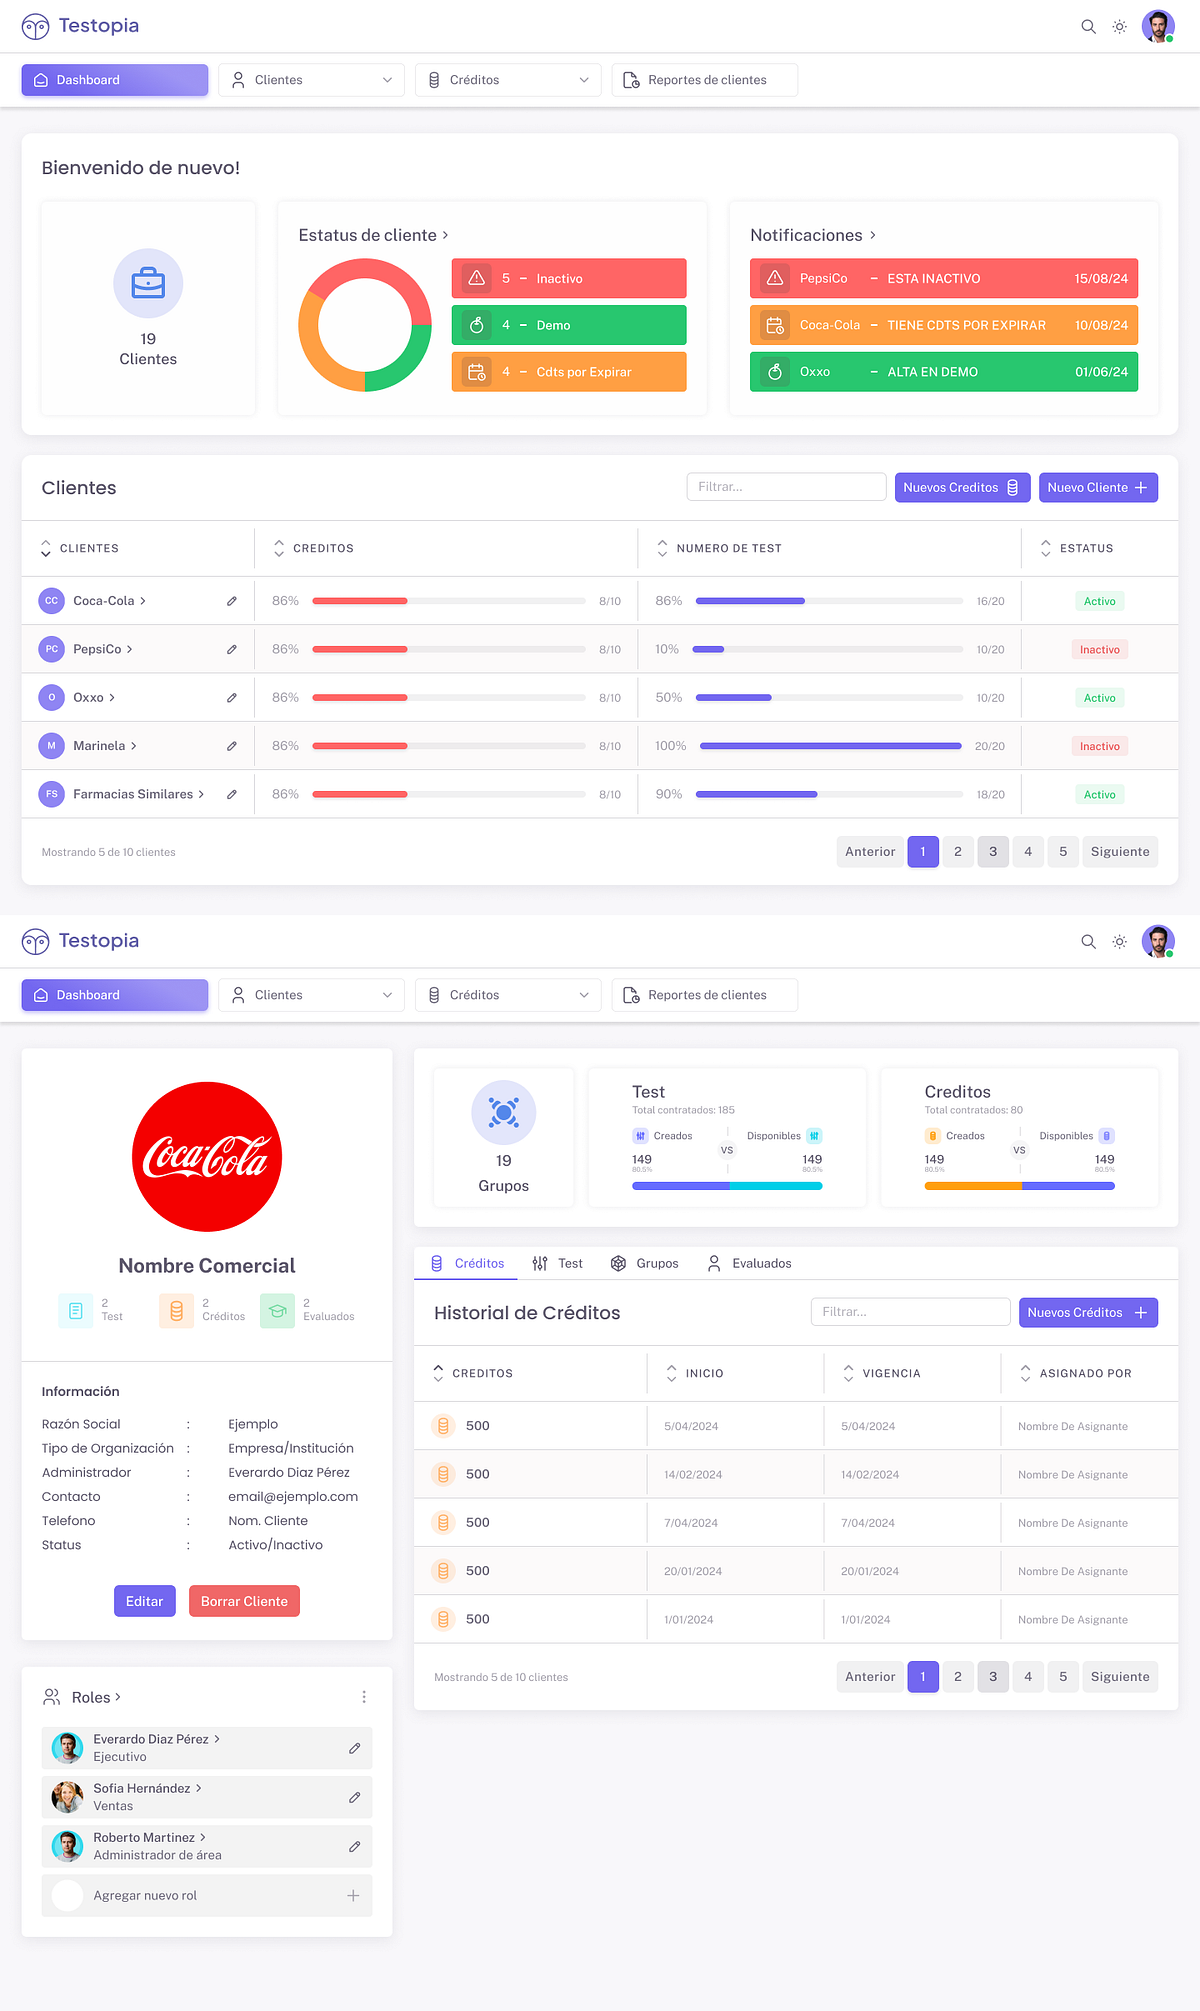 Testopia
Dashboard
Clientes
Créditos
Reportes de clientes
Bienvenido de nuevo!
19
Clientes
Estatus de cliente
5 – Inactivo
4 – Demo
4 – Cdts por Expirar
Notificaciones
PepsiCo – ESTA INACTIVO 15/08/24
Coca-Cola – TIENE CDTS POR EXPIRAR 10/08/24
Oxxo – ALTA EN DEMO 01/06/24
Clientes
Filtrar...
Nuevos Creditos
Nuevo Cliente
CLIENTES CREDITOS NUMERO DE TEST ESTATUS
CC Coca-Cola 86% 8/10 86% 16/20 Activo
PC PepsiCo 86% 8/10 10% 10/20 Inactivo
O Oxxo 86% 8/10 50% 10/20 Activo
M Marinela 86% 8/10 100% 20/20 Inactivo
FS Farmacias Similares 86% 8/10 90% 18/20 Activo
Mostrando 5 de 10 clientes
Anterior 1 2 3 4 5 Siguiente
Testopia
Dashboard
Clientes
Créditos
Reportes de clientes
Coca-Cola
Nombre Comercial
2 Test
2 Créditos
2 Evaluados
Información
Razón Social : Ejemplo
Tipo de Organización : Empresa/Institución
Administrador : Everardo Diaz Pérez
Contacto : email@ejemplo.com
Telefono : Nom. Cliente
Status : Activo/Inactivo
Editar
Borrar Cliente
Roles
Everardo Diaz Pérez
Ejecutivo
Sofia Hernández
Ventas
Roberto Martinez
Administrador de área
Agregar nuevo rol
19
Grupos
Test
Total contratados: 185
Creados VS Disponibles
149 149
80.5% 80.5%
Creditos
Total contratados: 80
Creados VS Disponibles
149 149
80.5% 80.5%
Créditos
Test
Grupos
Evaluados
Historial de Créditos
Filtrar...
Nuevos Créditos
CREDITOS INICIO VIGENCIA ASIGNADO POR
500 5/04/2024 5/04/2024 Nombre De Asignante
500 14/02/2024 14/02/2024 Nombre De Asignante
500 7/04/2024 7/04/2024 Nombre De Asignante
500 20/01/2024 20/01/2024 Nombre De Asignante
500 1/01/2024 1/01/2024 Nombre De Asignante
Mostrando 5 de 10 clientes
Anterior 1 2 3 4 5 Siguiente